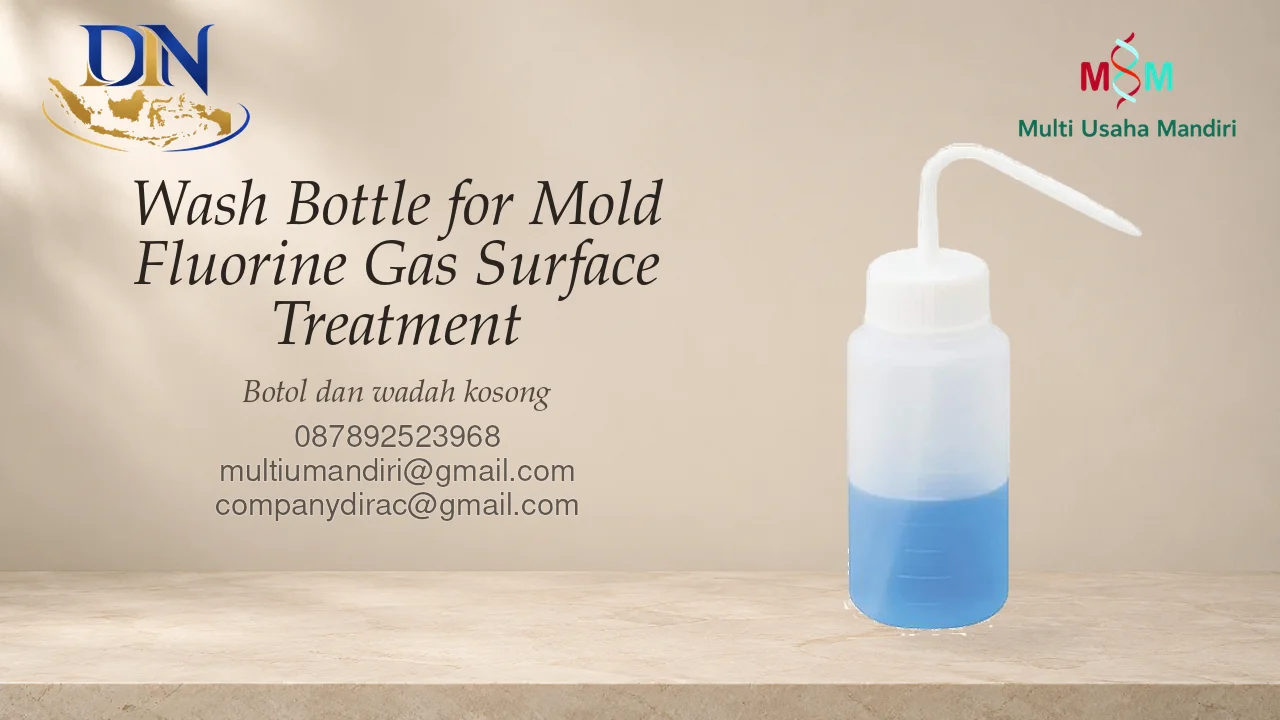 DN
M M
Multi Usaha Mandiri
Wash Bottle for Mold
Fluorine Gas Surface
Treatment
Botol dan wadah kosong
087892523968
multiumandiri@gmail.com
companydirac@gmail.com